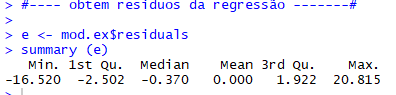 > #---- obtem resíduos da regressão -------#
>
> e <- mod.ex$residuals
> summary (e)
Min. 1st Qu. Median Mean 3rd Qu. Max.
-16.520 -2.502 -0.370 0.000 1.922 20.815
>